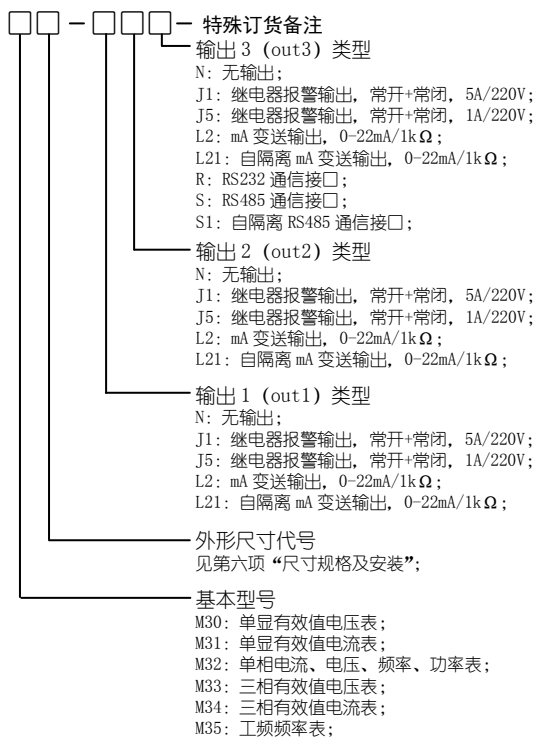 □□－□□□－特殊订货备注
输出 3 (out3) 类型
N: 无输出;
J1: 继电器报警输出, 常开+常闭, 5A/220V;
J5: 继电器报警输出, 常开+常闭, 1A/220V;
L2: mA 变送输出, 0-22mA/1kΩ;
L21: 自隔离 mA 变送输出, 0-22mA/1kΩ;
R: RS232 通信接口;
S: RS485 通信接口;
S1: 自隔离 RS485 通信接口;
输出 2 (out2) 类型
N: 无输出;
J1: 继电器报警输出, 常开+常闭, 5A/220V;
J5: 继电器报警输出, 常开+常闭, 1A/220V;
L2: mA 变送输出, 0-22mA/1kΩ;
L21: 自隔离 mA 变送输出, 0-22mA/1kΩ;
输出 1 (out1) 类型
N: 无输出;
J1: 继电器报警输出, 常开+常闭, 5A/220V;
J5: 继电器报警输出, 常开+常闭, 1A/220V;
L2: mA 变送输出, 0-22mA/1kΩ;
L21: 自隔离 mA 变送输出, 0-22mA/1kΩ;
外形尺寸代号
见第六项“尺寸规格及安装”;
基本型号
M30: 单显有效值电压表;
M31: 单显有效值电流表;
M32: 单相电流、电压、频率、功率表;
M33: 三相有效值电压表;
M34: 三相有效值电流表;
M35: 工频频率表;